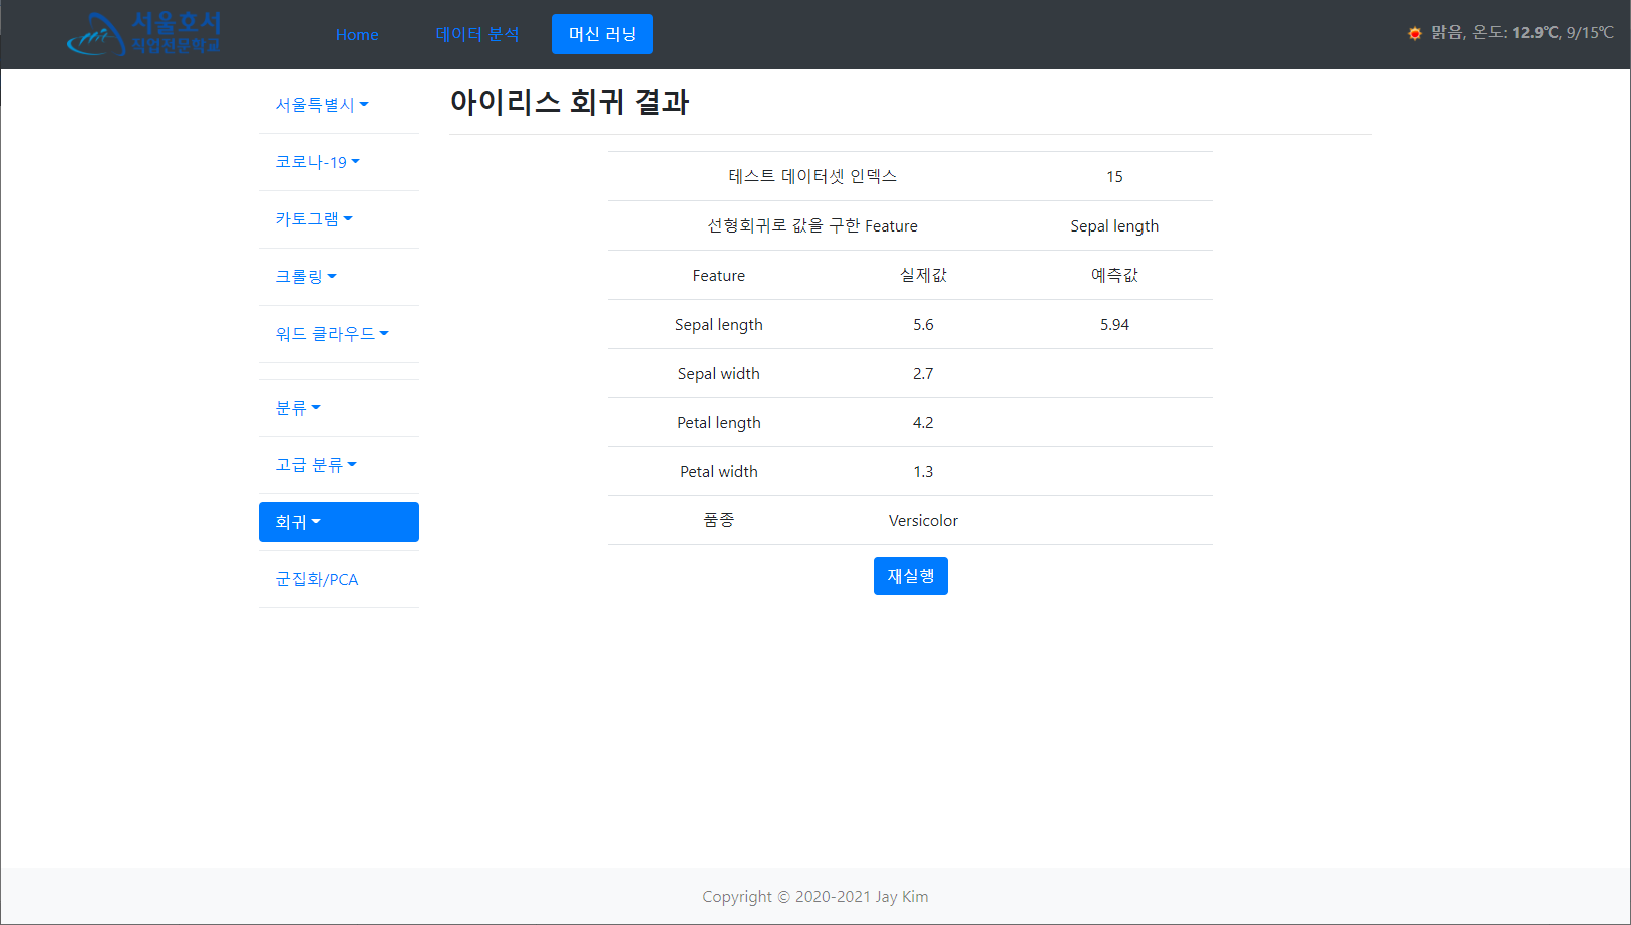 서울호서
직업전문학교
Home 데이터 분석 머신 러닝 맑음, 온도: 12.9℃, 9/15℃
서울특별시
코로나-19
카토그램
크롤링
워드 클라우드
분류
고급 분류
회귀
군집화/PCA
아이리스 회귀 결과
테스트 데이터셋 인덱스 15
선형회귀로 값을 구한 Feature Sepal length
Feature 실제값 예측값
Sepal length 5.6 5.94
Sepal width 2.7
Petal length 4.2
Petal width 1.3
품종 Versicolor
재실행
Copyright © 2020-2021 Jay Kim